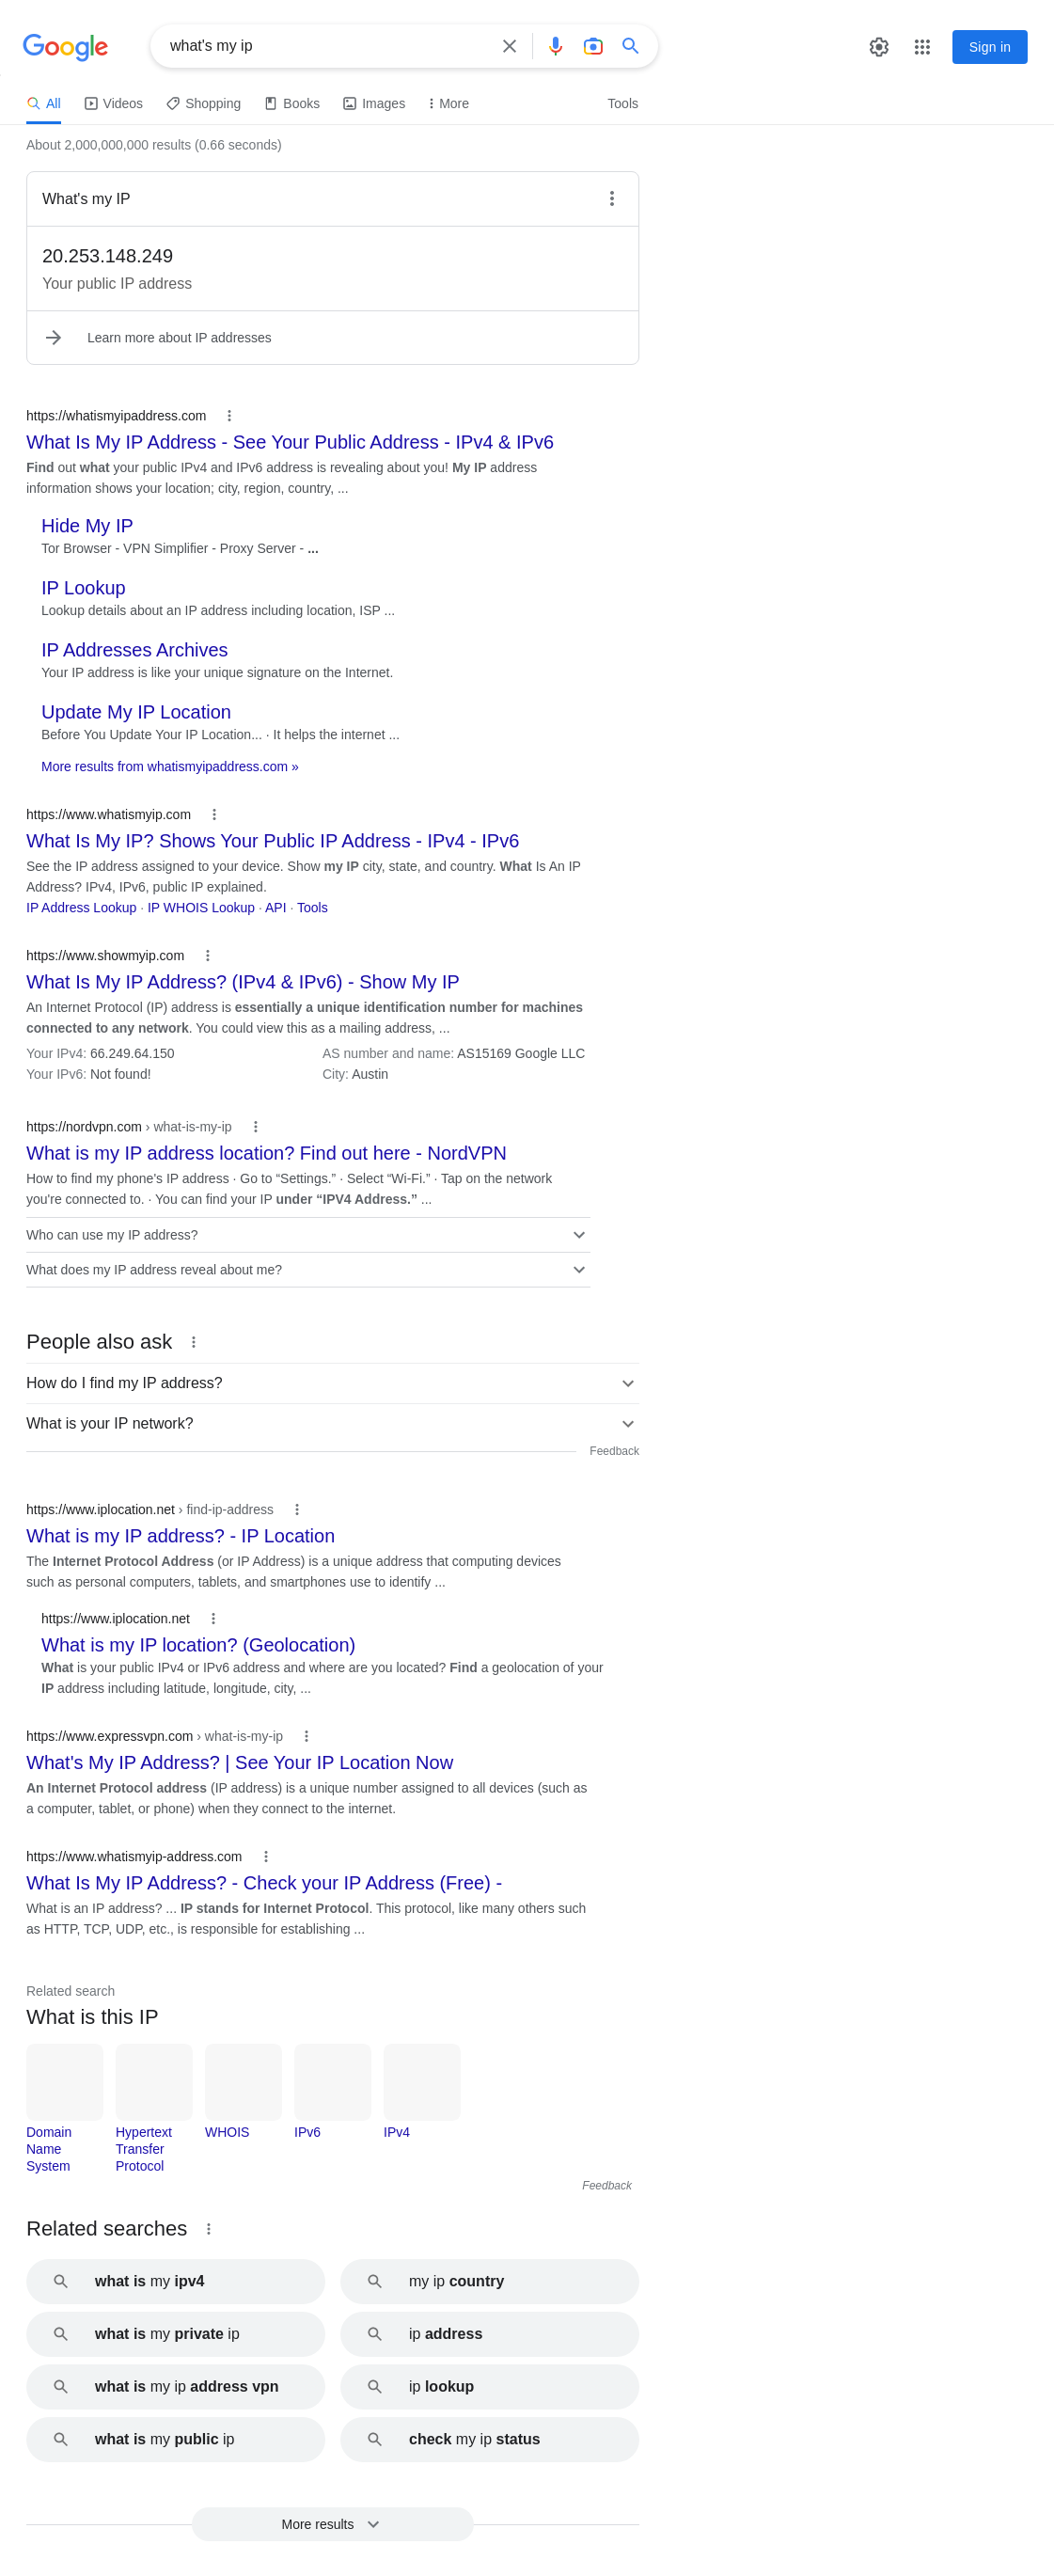 Google
what's my ip
Sign in
All
Videos
Shopping
Books
Images
More
Tools
About 2,000,000,000 results (0.66 seconds)
What's my IP
20.253.148.249
Your public IP address
Learn more about IP addresses
https://whatismyipaddress.com
What Is My IP Address - See Your Public Address - IPv4 & IPv6
Find out what your public IPv4 and IPv6 address is revealing about you! My IP address
information shows your location; city, region, country, ...
Hide My IP
Tor Browser - VPN Simplifier - Proxy Server - ...
IP Lookup
Lookup details about an IP address including location, ISP ...
IP Addresses Archives
Your IP address is like your unique signature on the Internet.
Update My IP Location
Before You Update Your IP Location... · It helps the internet ...
More results from whatismyipaddress.com »
https://www.whatismyip.com
What Is My IP? Shows Your Public IP Address - IPv4 - IPv6
See the IP address assigned to your device. Show my IP city, state, and country. What Is An IP
Address? IPv4, IPv6, public IP explained.
IP Address Lookup · IP WHOIS Lookup · API · Tools
https://www.showmyip.com
What Is My IP Address? (IPv4 & IPv6) - Show My IP
An Internet Protocol (IP) address is essentially a unique identification number for machines
connected to any network. You could view this as a mailing address, ...
Your IPv4: 66.249.64.150
AS number and name: AS15169 Google LLC
Your IPv6: Not found!
City: Austin
https://nordvpn.com › what-is-my-ip
What is my IP address location? Find out here - NordVPN
How to find my phone's IP address · Go to “Settings.” · Select “Wi-Fi.” · Tap on the network
you're connected to. · You can find your IP under “IPV4 Address.” ...
Who can use my IP address?
What does my IP address reveal about me?
People also ask
How do I find my IP address?
What is your IP network?
Feedback
https://www.iplocation.net › find-ip-address
What is my IP address? - IP Location
The Internet Protocol Address (or IP Address) is a unique address that computing devices
such as personal computers, tablets, and smartphones use to identify ...
https://www.iplocation.net
What is my IP location? (Geolocation)
What is your public IPv4 or IPv6 address and where are you located? Find a geolocation of your
IP address including latitude, longitude, city, ...
https://www.expressvpn.com › what-is-my-ip
What's My IP Address? | See Your IP Location Now
An Internet Protocol address (IP address) is a unique number assigned to all devices (such as
a computer, tablet, or phone) when they connect to the internet.
https://www.whatismyip-address.com
What Is My IP Address? - Check your IP Address (Free) -
What is an IP address? ... IP stands for Internet Protocol. This protocol, like many others such
as HTTP, TCP, UDP, etc., is responsible for establishing ...
Related search
What is this IP
Domain
Name
System
Hypertext
Transfer
Protocol
WHOIS
IPv6
IPv4
Feedback
Related searches
what is my ipv4
my ip country
what is my private ip
ip address
what is my ip address vpn
ip lookup
what is my public ip
check my ip status
More results